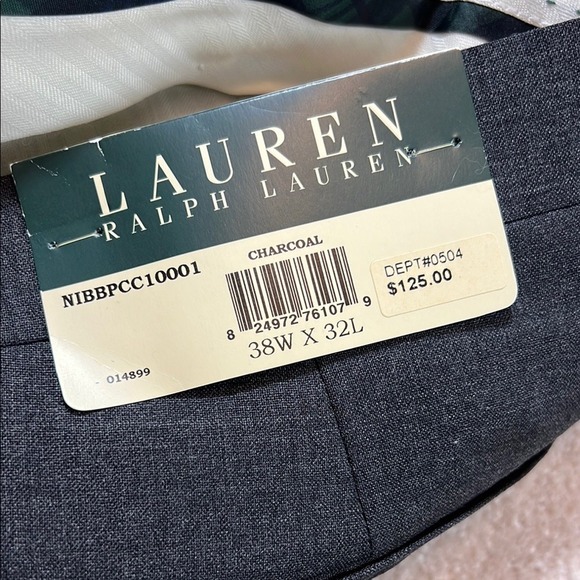 LAUREN
RALPH LAUREN
CHARCOAL
NIBBPCC10001
DEPT#0504
$125.00
8 24972 76107 9
38W X 32L
014899